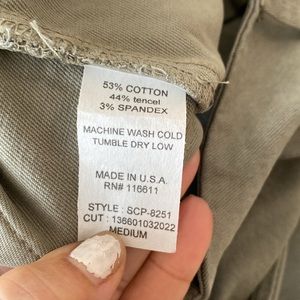 53% COTTON
44% tencel
3% SPANDEX
MACHINE WASH COLD
TUMBLE DRY LOW
MADE IN U.S.A.
RN# 116611
STYLE : SCP-8251
CUT : 136601032022
MEDIUM